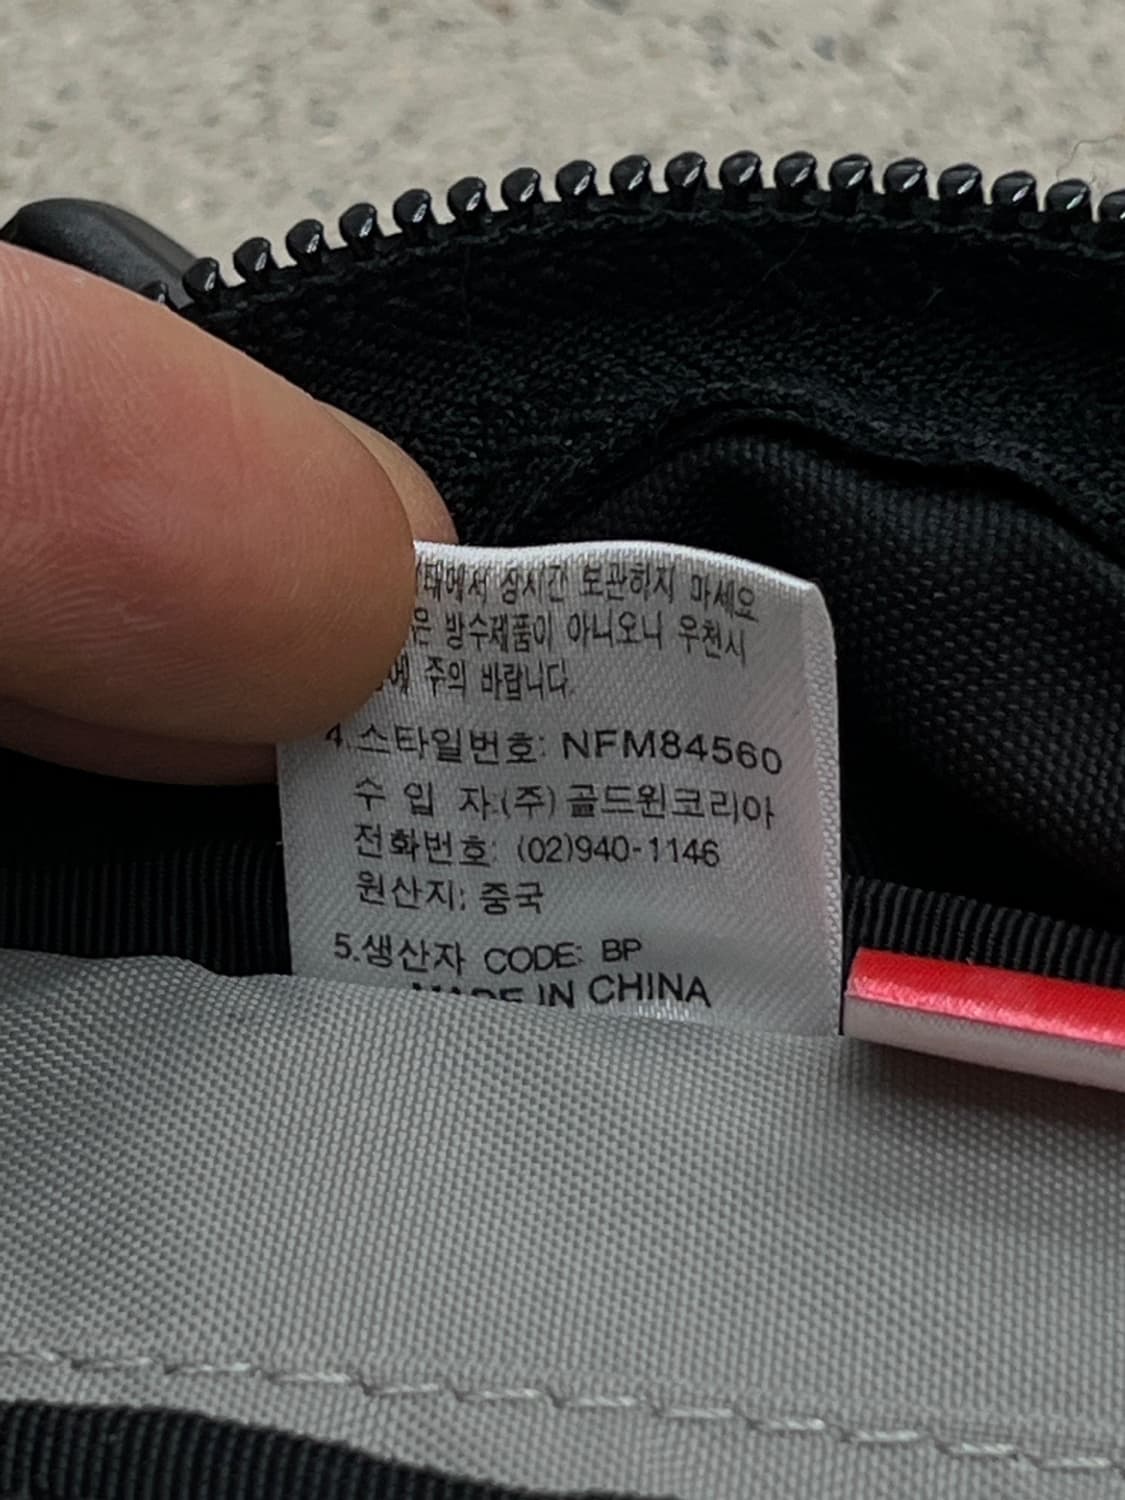 장시간 보관하지 마세요
방수제품이 아니오니 우천시
주의 바랍니다.
4.스타일번호: NFM84560
수 입 자:(주)골드윈코리아
전화번호: (02)940-1146
원산지: 중국
5.생산자 CODE: BP
MADE IN CHINA